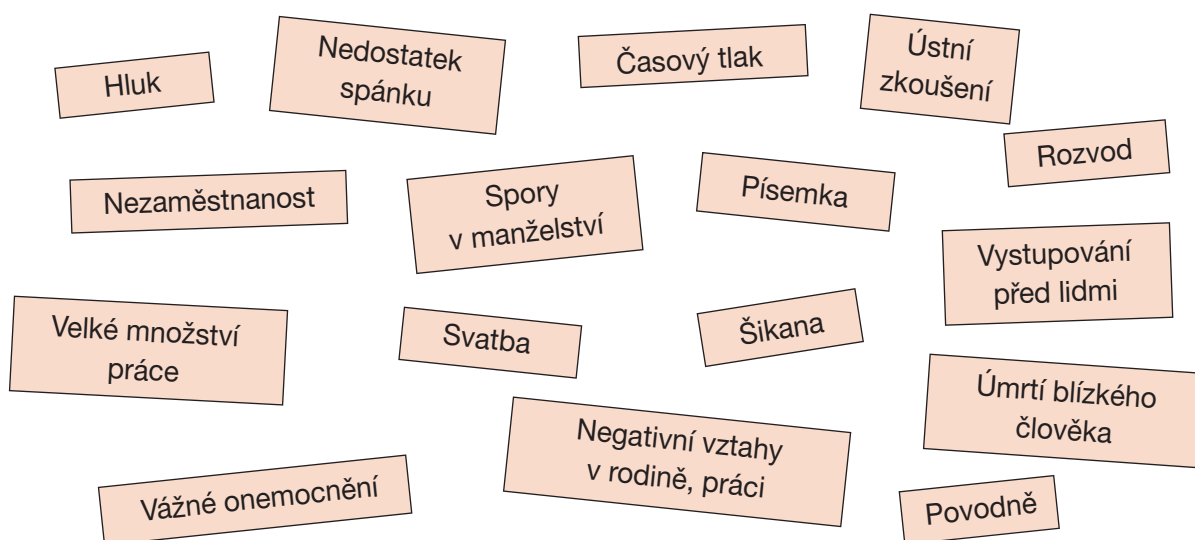 Hluk
Nedostatek
spánku
Časový tlak
Ústní
zkoušení
Rozvod
Nezaměstnanost
Spory
v manželství
Písemka
Vystupování
před lidmi
Velké množství
práce
Svatba
Šikana
Úmrtí blízkého
člověka
Negativní vztahy
v rodině, práci
Vážné onemocnění
Povodně